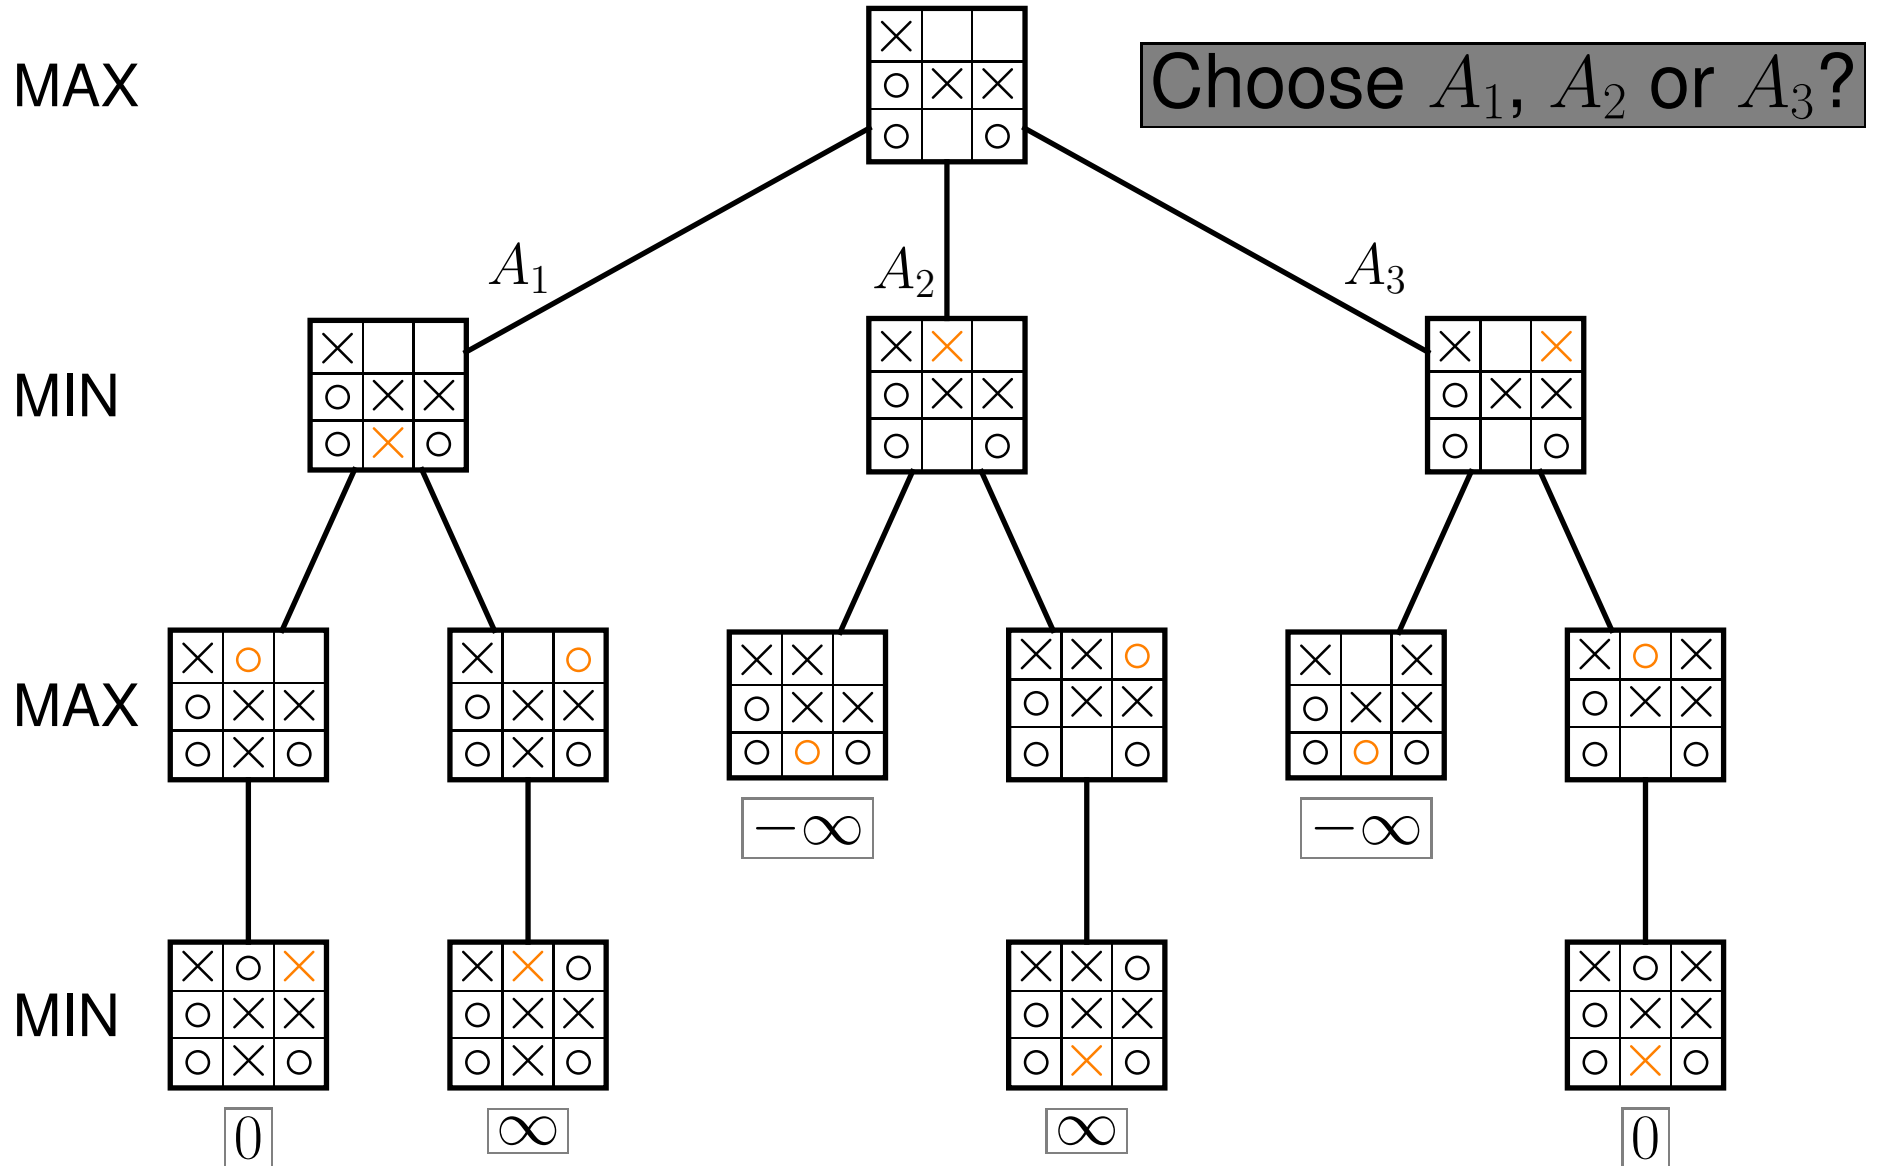 MAX
Choose A₁, A₂ or A₃?
A₁ A₂ A₃
MIN
MAX
−∞ −∞
MIN
0 ∞ ∞ 0